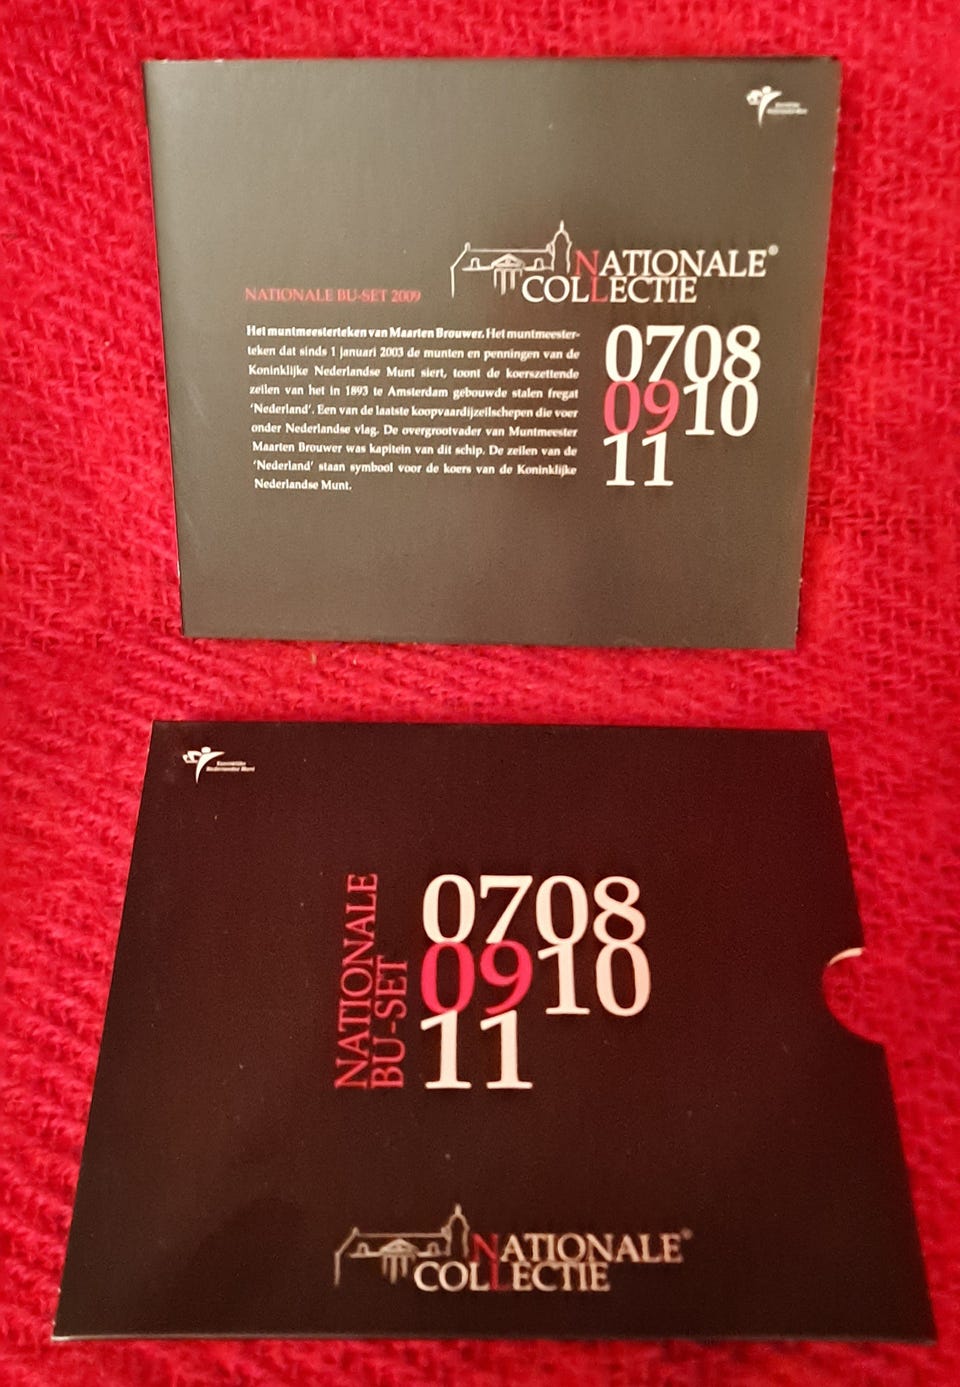 NATIONALE®
COLLECTIE
NATIONALE BU-SET 2009
Het muntmeesterteken van Maarten Brouwer. Het muntmeester-
teken dat sinds 1 januari 2003 de munten en penningen van de
Koninklijke Nederlandse Munt siert, toont de koerszettende
zeilen van het in 1893 te Amsterdam gebouwde stalen fregat
'Nederland'. Een van de laatste koopvaardijzeilschepen die voer
onder Nederlandse vlag. De overgrootvader van Muntmeester
Maarten Brouwer was kapitein van dit schip. De zeilen van de
'Nederland' staan symbool voor de koers van de Koninklijke
Nederlandse Munt.
0708
0910
11
Koninklijke
Nederlandse Munt
NATIONALE
BU-SET
0708
0910
11
NATIONALE®
COLLECTIE